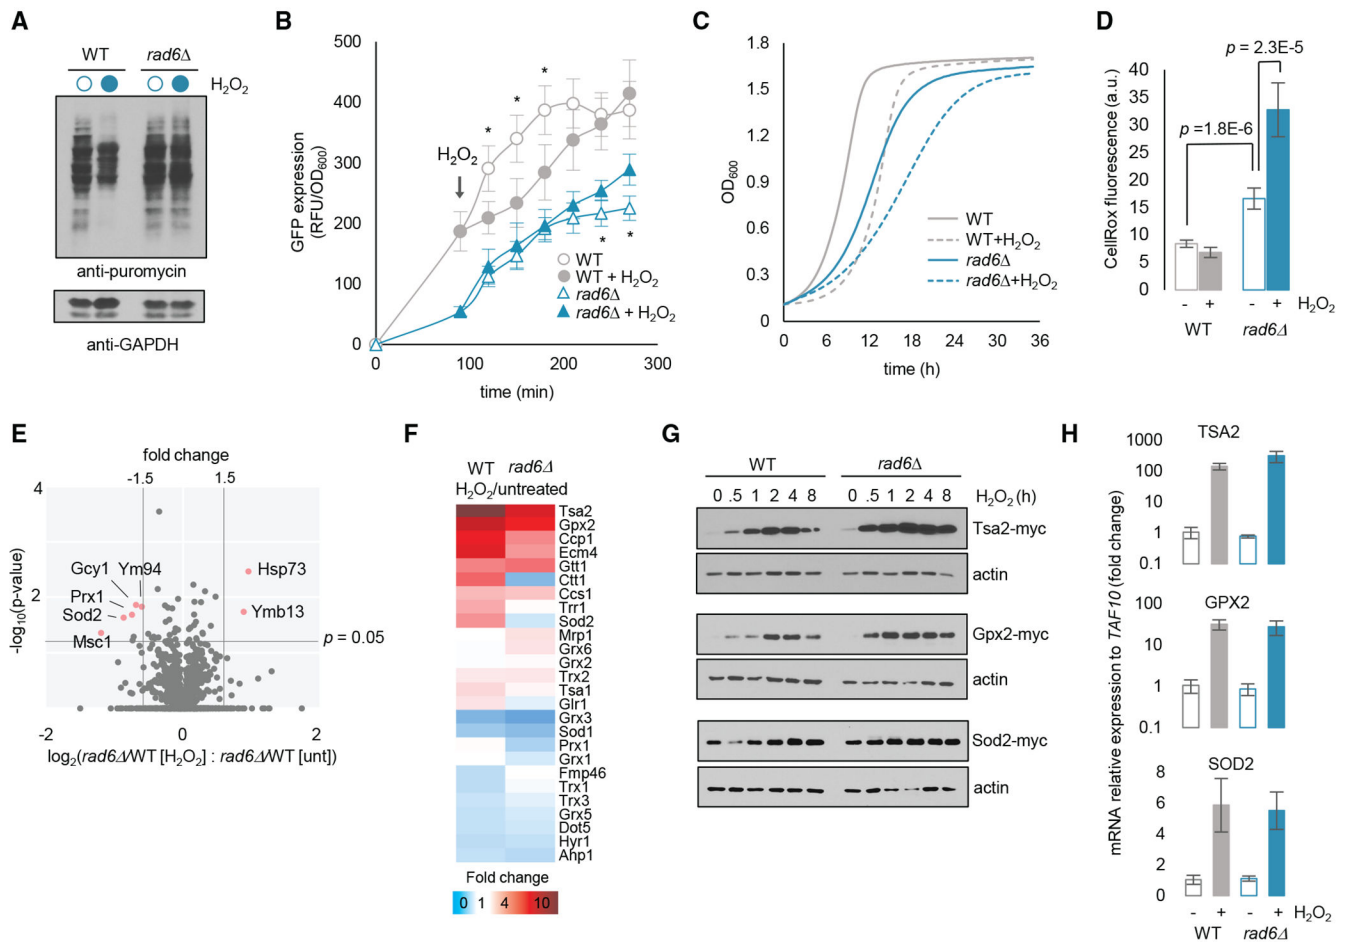 A
WT rad6Δ
H2O2
anti-puromycin
anti-GAPDH
B
500
400
300
200
100
0
GFP expression
(RFU/OD600)
H2O2
*
*
*
*
*
WT
WT + H2O2
rad6Δ
rad6Δ + H2O2
0 100 200 300
time (min)
C
1.8
1.5
1.2
0.9
0.6
0.3
0
OD600
WT
WT+H2O2
rad6Δ
rad6Δ+H2O2
0 6 12 18 24 30 36
time (h)
D
p = 2.3E-5
p =1.8E-6
40
35
30
25
20
15
10
5
0
CellRox fluorescence (a.u.)
- + - + H2O2
WT rad6Δ
E
fold change
-1.5 1.5
4
2
0
-log10(p-value)
Gcy1 Ym94
Prx1
Sod2
Msc1
Hsp73
Ymb13
p = 0.05
-2 0 2
log2(rad6Δ/WT [H2O2] : rad6Δ/WT [unt])
F
WT rad6Δ
H2O2/untreated
Tsa2
Gpx2
Ccp1
Ecm4
Gtt1
Ctt1
Ccs1
Trr1
Sod2
Mrp1
Grx6
Grx2
Trx2
Tsa1
Glr1
Grx3
Sod1
Prx1
Grx1
Fmp46
Trx1
Trx3
Grx5
Dot5
Hyr1
Ahp1
Fold change
0 1 4 10
G
WT rad6Δ
0 .5 1 2 4 8 0 .5 1 2 4 8 H2O2 (h)
Tsa2-myc
actin
Gpx2-myc
actin
Sod2-myc
actin
H
mRNA relative expression to TAF10 (fold change)
TSA2
1000
100
10
1
0.1
GPX2
100
10
1
0.1
SOD2
8
6
4
2
0
- + - + H2O2
WT rad6Δ